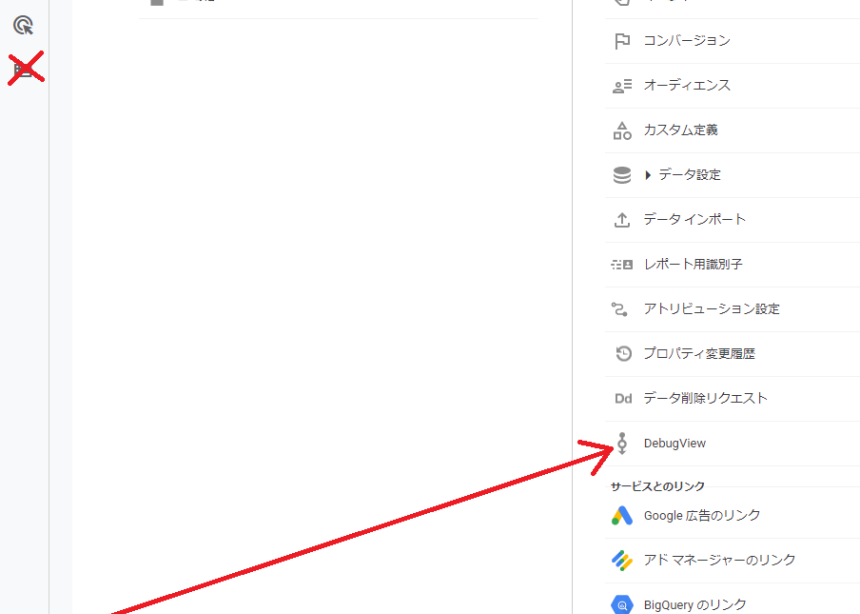 コンバージョン
オーディエンス
カスタム定義
データ設定
データ インポート
レポート用識別子
アトリビューション設定
プロパティ変更履歴
Dd データ削除リクエスト
DebugView
サービスとのリンク
Google 広告のリンク
アド マネージャーのリンク
BigQuery のリンク